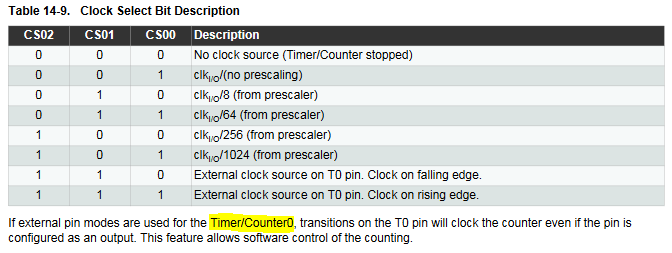 Table 14-9. Clock Select Bit Description
CS02 CS01 CS00 Description
0 0 0 No clock source (Timer/Counter stopped)
0 0 1 clkI/O/(no prescaling)
0 1 0 clkI/O/8 (from prescaler)
0 1 1 clkI/O/64 (from prescaler)
1 0 0 clkI/O/256 (from prescaler)
1 0 1 clkI/O/1024 (from prescaler)
1 1 0 External clock source on T0 pin. Clock on falling edge.
1 1 1 External clock source on T0 pin. Clock on rising edge.
If external pin modes are used for the Timer/Counter0, transitions on the T0 pin will clock the counter even if the pin is
configured as an output. This feature allows software control of the counting.